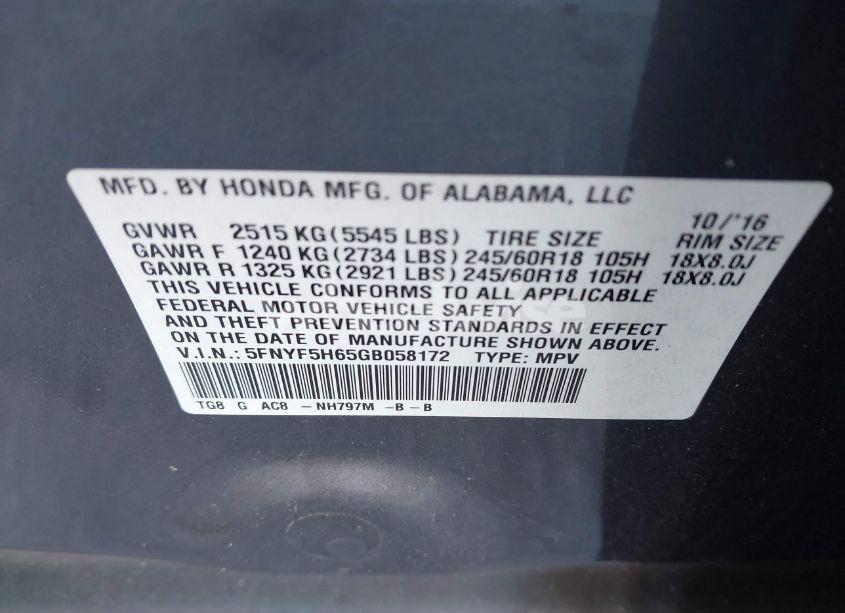 MFD. BY HONDA MFG. OF ALABAMA, LLC
10/'16
GVWR 2515 KG(5545 LBS) TIRE SIZE RIM SIZE
GAWR F 1240 KG(2734 LBS)245/60R18 105H 18X8.0J
GAWR R 1325 KG(2921 LBS)245/60R18 105H 18X8.0J
THIS VEHICLE CONFORMS TO ALL APPLICABLE
FEDERAL MOTOR VEHICLE SAFETY
AND THEFT PREVENTION STANDARDS IN EFFECT
ON THE DATE OF MANUFACTURE SHOWN ABOVE.
V.I.N.: 5FNYF5H65GB058172 TYPE: MPV
TG8 G AC8 -NH797M -B-B